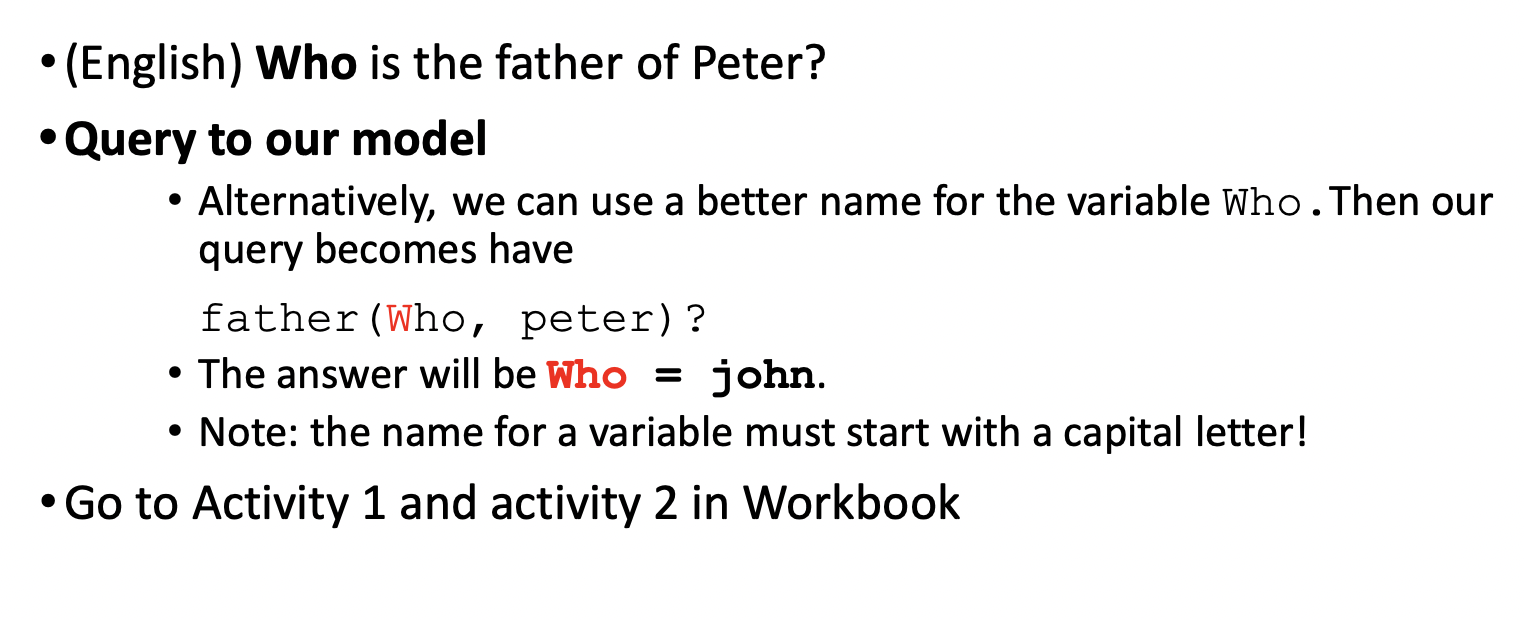 • (English) Who is the father of Peter?
• Query to our model
• Alternatively, we can use a better name for the variable Who. Then our
query becomes have
father(Who, peter)?
• The answer will be Who = john.
• Note: the name for a variable must start with a capital letter!
• Go to Activity 1 and activity 2 in Workbook